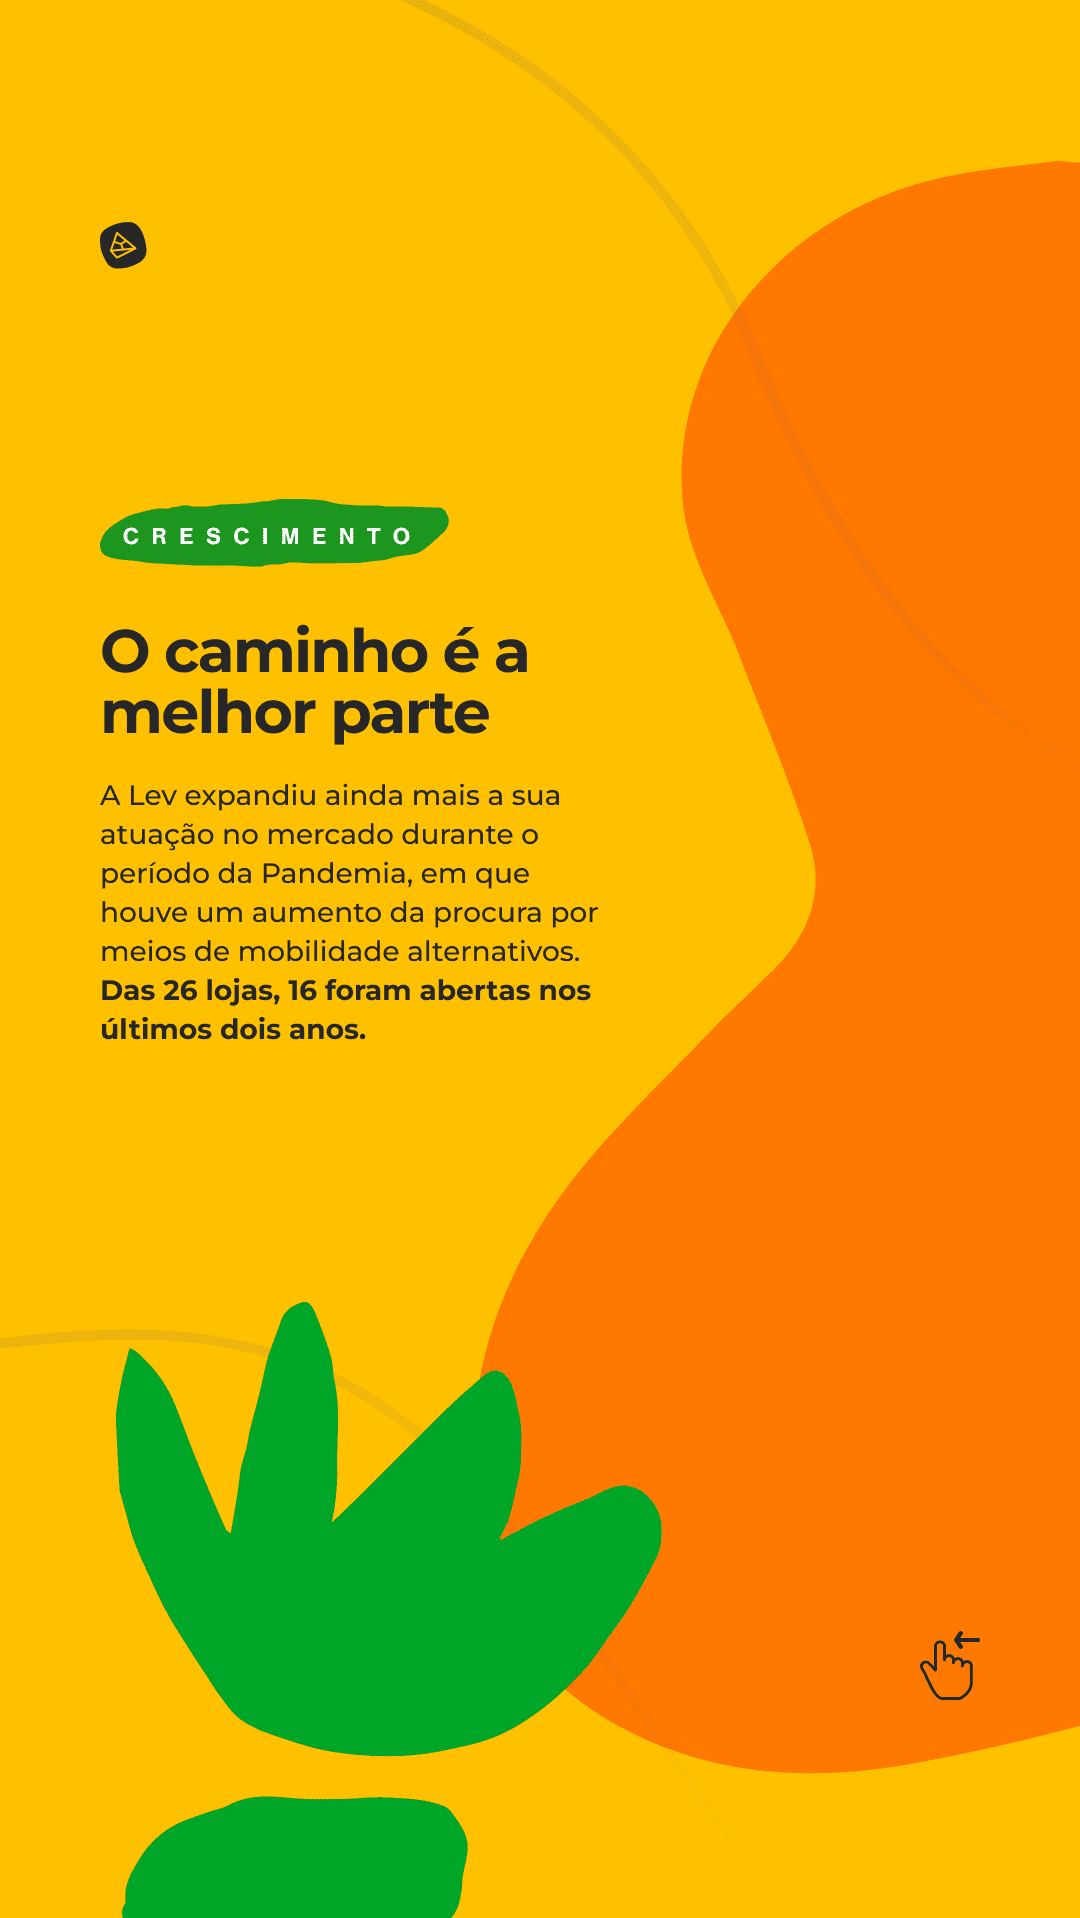 CRESCIMENTO
O caminho é a
melhor parte
A Lev expandiu ainda mais a sua
atuação no mercado durante o
período da Pandemia, em que
houve um aumento da procura por
meios de mobilidade alternativos.
Das 26 lojas, 16 foram abertas nos
últimos dois anos.